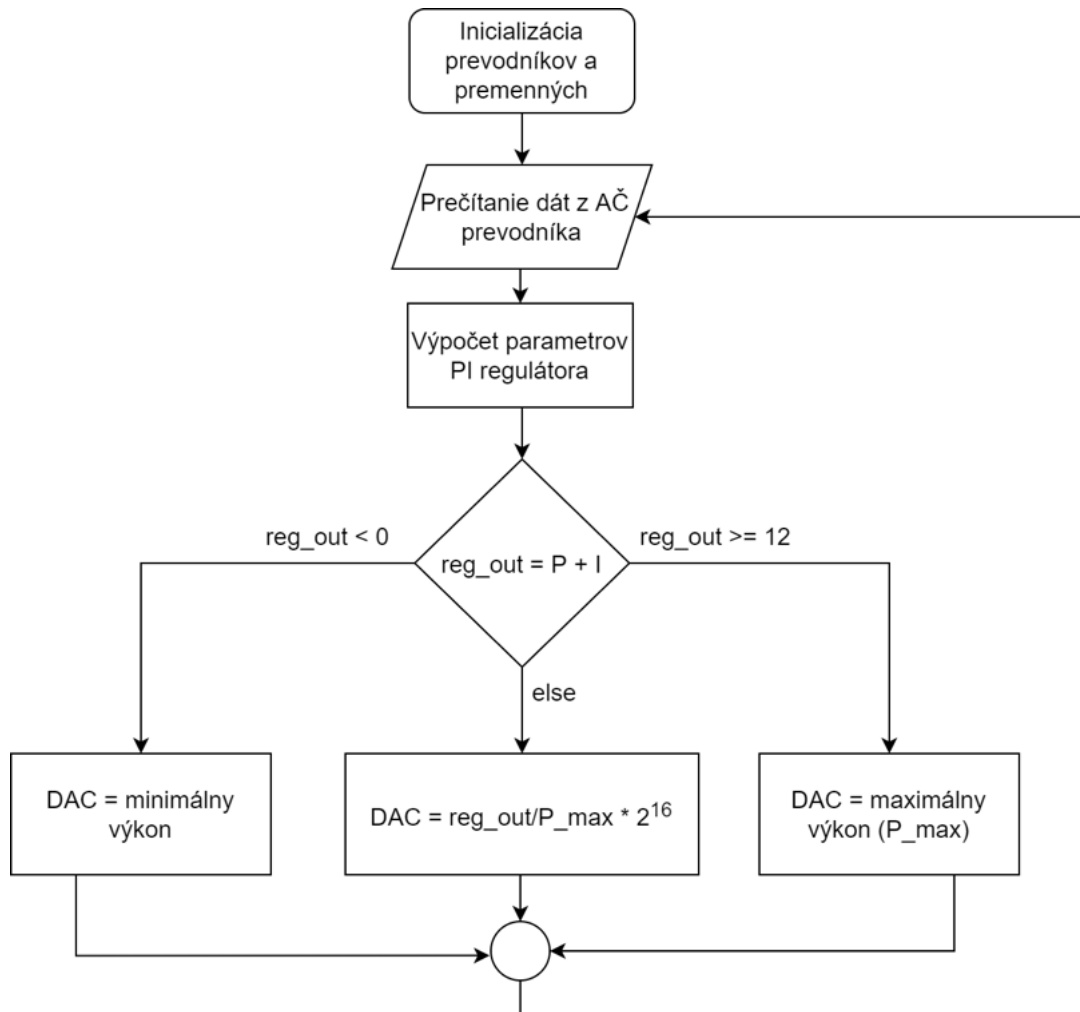 Inicializácia
prevodníkov a
premenných
Prečítanie dát z AČ
prevodníka
Výpočet parametrov
PI regulátora
reg_out < 0
reg_out >= 12
reg_out = P + I
else
DAC = minimálny
výkon
DAC = reg_out/P_max * 2^16
DAC = maximálny
výkon (P_max)